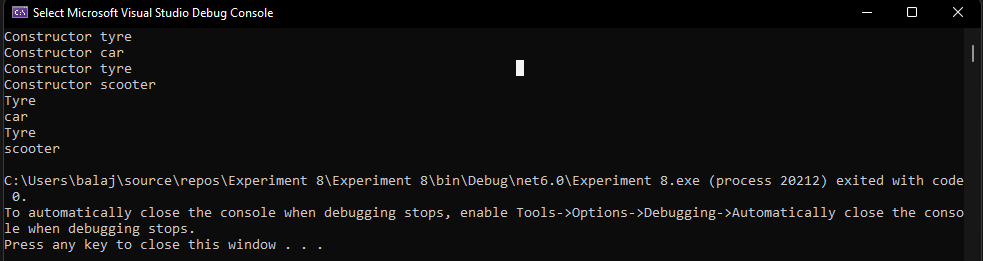 Select Microsoft Visual Studio Debug Console
Constructor tyre
Constructor car
Constructor tyre
Constructor scooter
Tyre
car
Tyre
scooter
C:\Users\balaj\source\repos\Experiment 8\Experiment 8\bin\Debug\net6.0\Experiment 8.exe (process 20212) exited with code
 0.
To automatically close the console when debugging stops, enable Tools->Options->Debugging->Automatically close the conso
le when debugging stops.
Press any key to close this window . . .